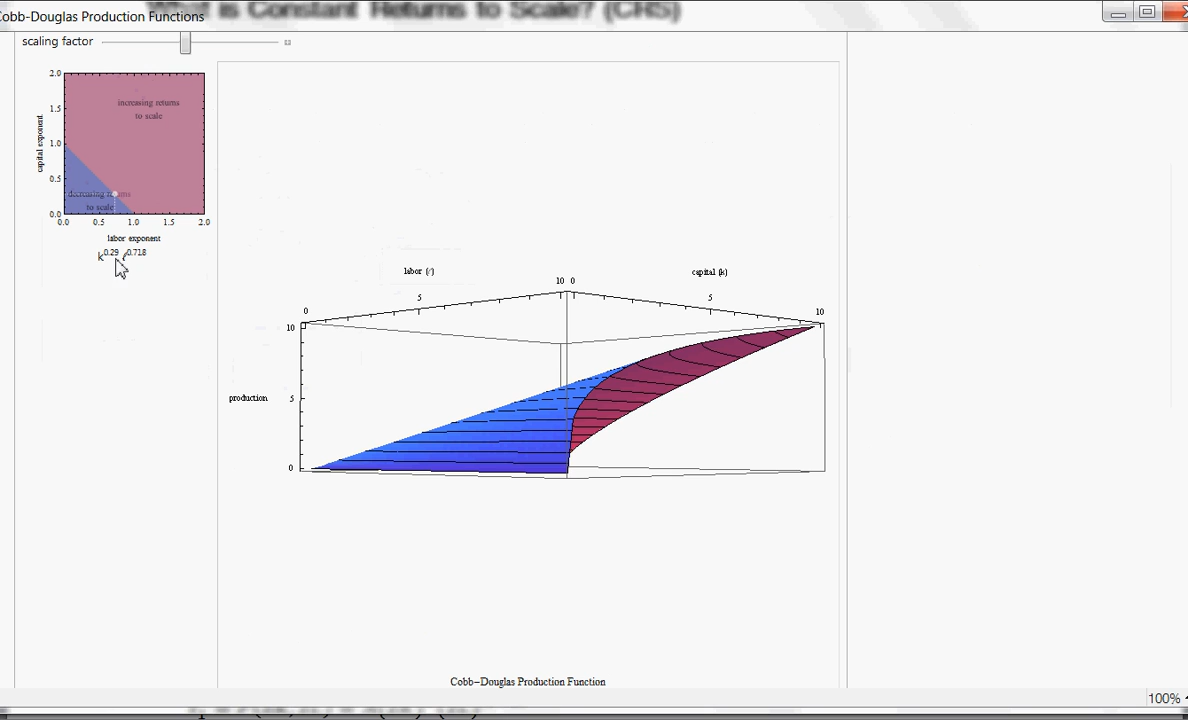 What is Constant Returns to Scale? (CRS)
Cobb-Douglas Production Functions
scaling factor
2.0
increasing returns
to scale
1.5
capital exponent
1.0
0.5
decreasing returns
to scale
0.0
0.0 0.5 1.0 1.5 2.0
labor exponent
k^0.29 ℓ^0.718
labor (ℓ)
capital (k)
10 0
5
5
0
10
10
production
5
0
Cobb–Douglas Production Function
100%